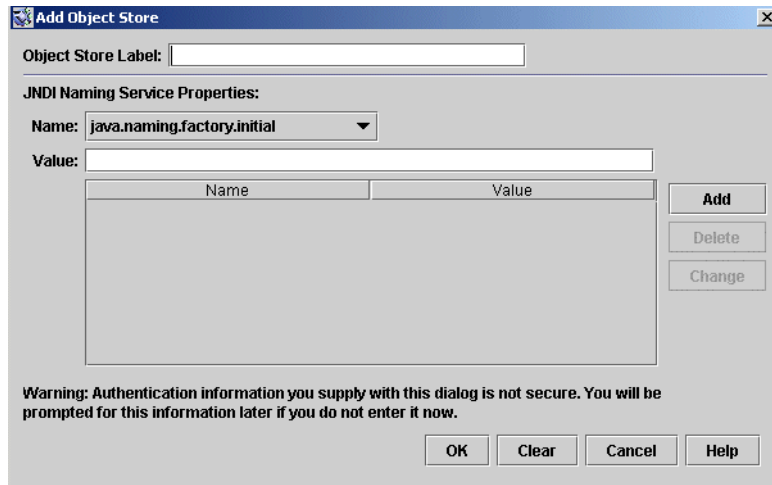 Add Object Store
Object Store Label:
JNDI Naming Service Properties:
Name: java.naming.factory.initial
Value:
Name Value
Add
Delete
Change
Warning: Authentication information you supply with this dialog is not secure. You will be
prompted for this information later if you do not enter it now.
OK Clear Cancel Help